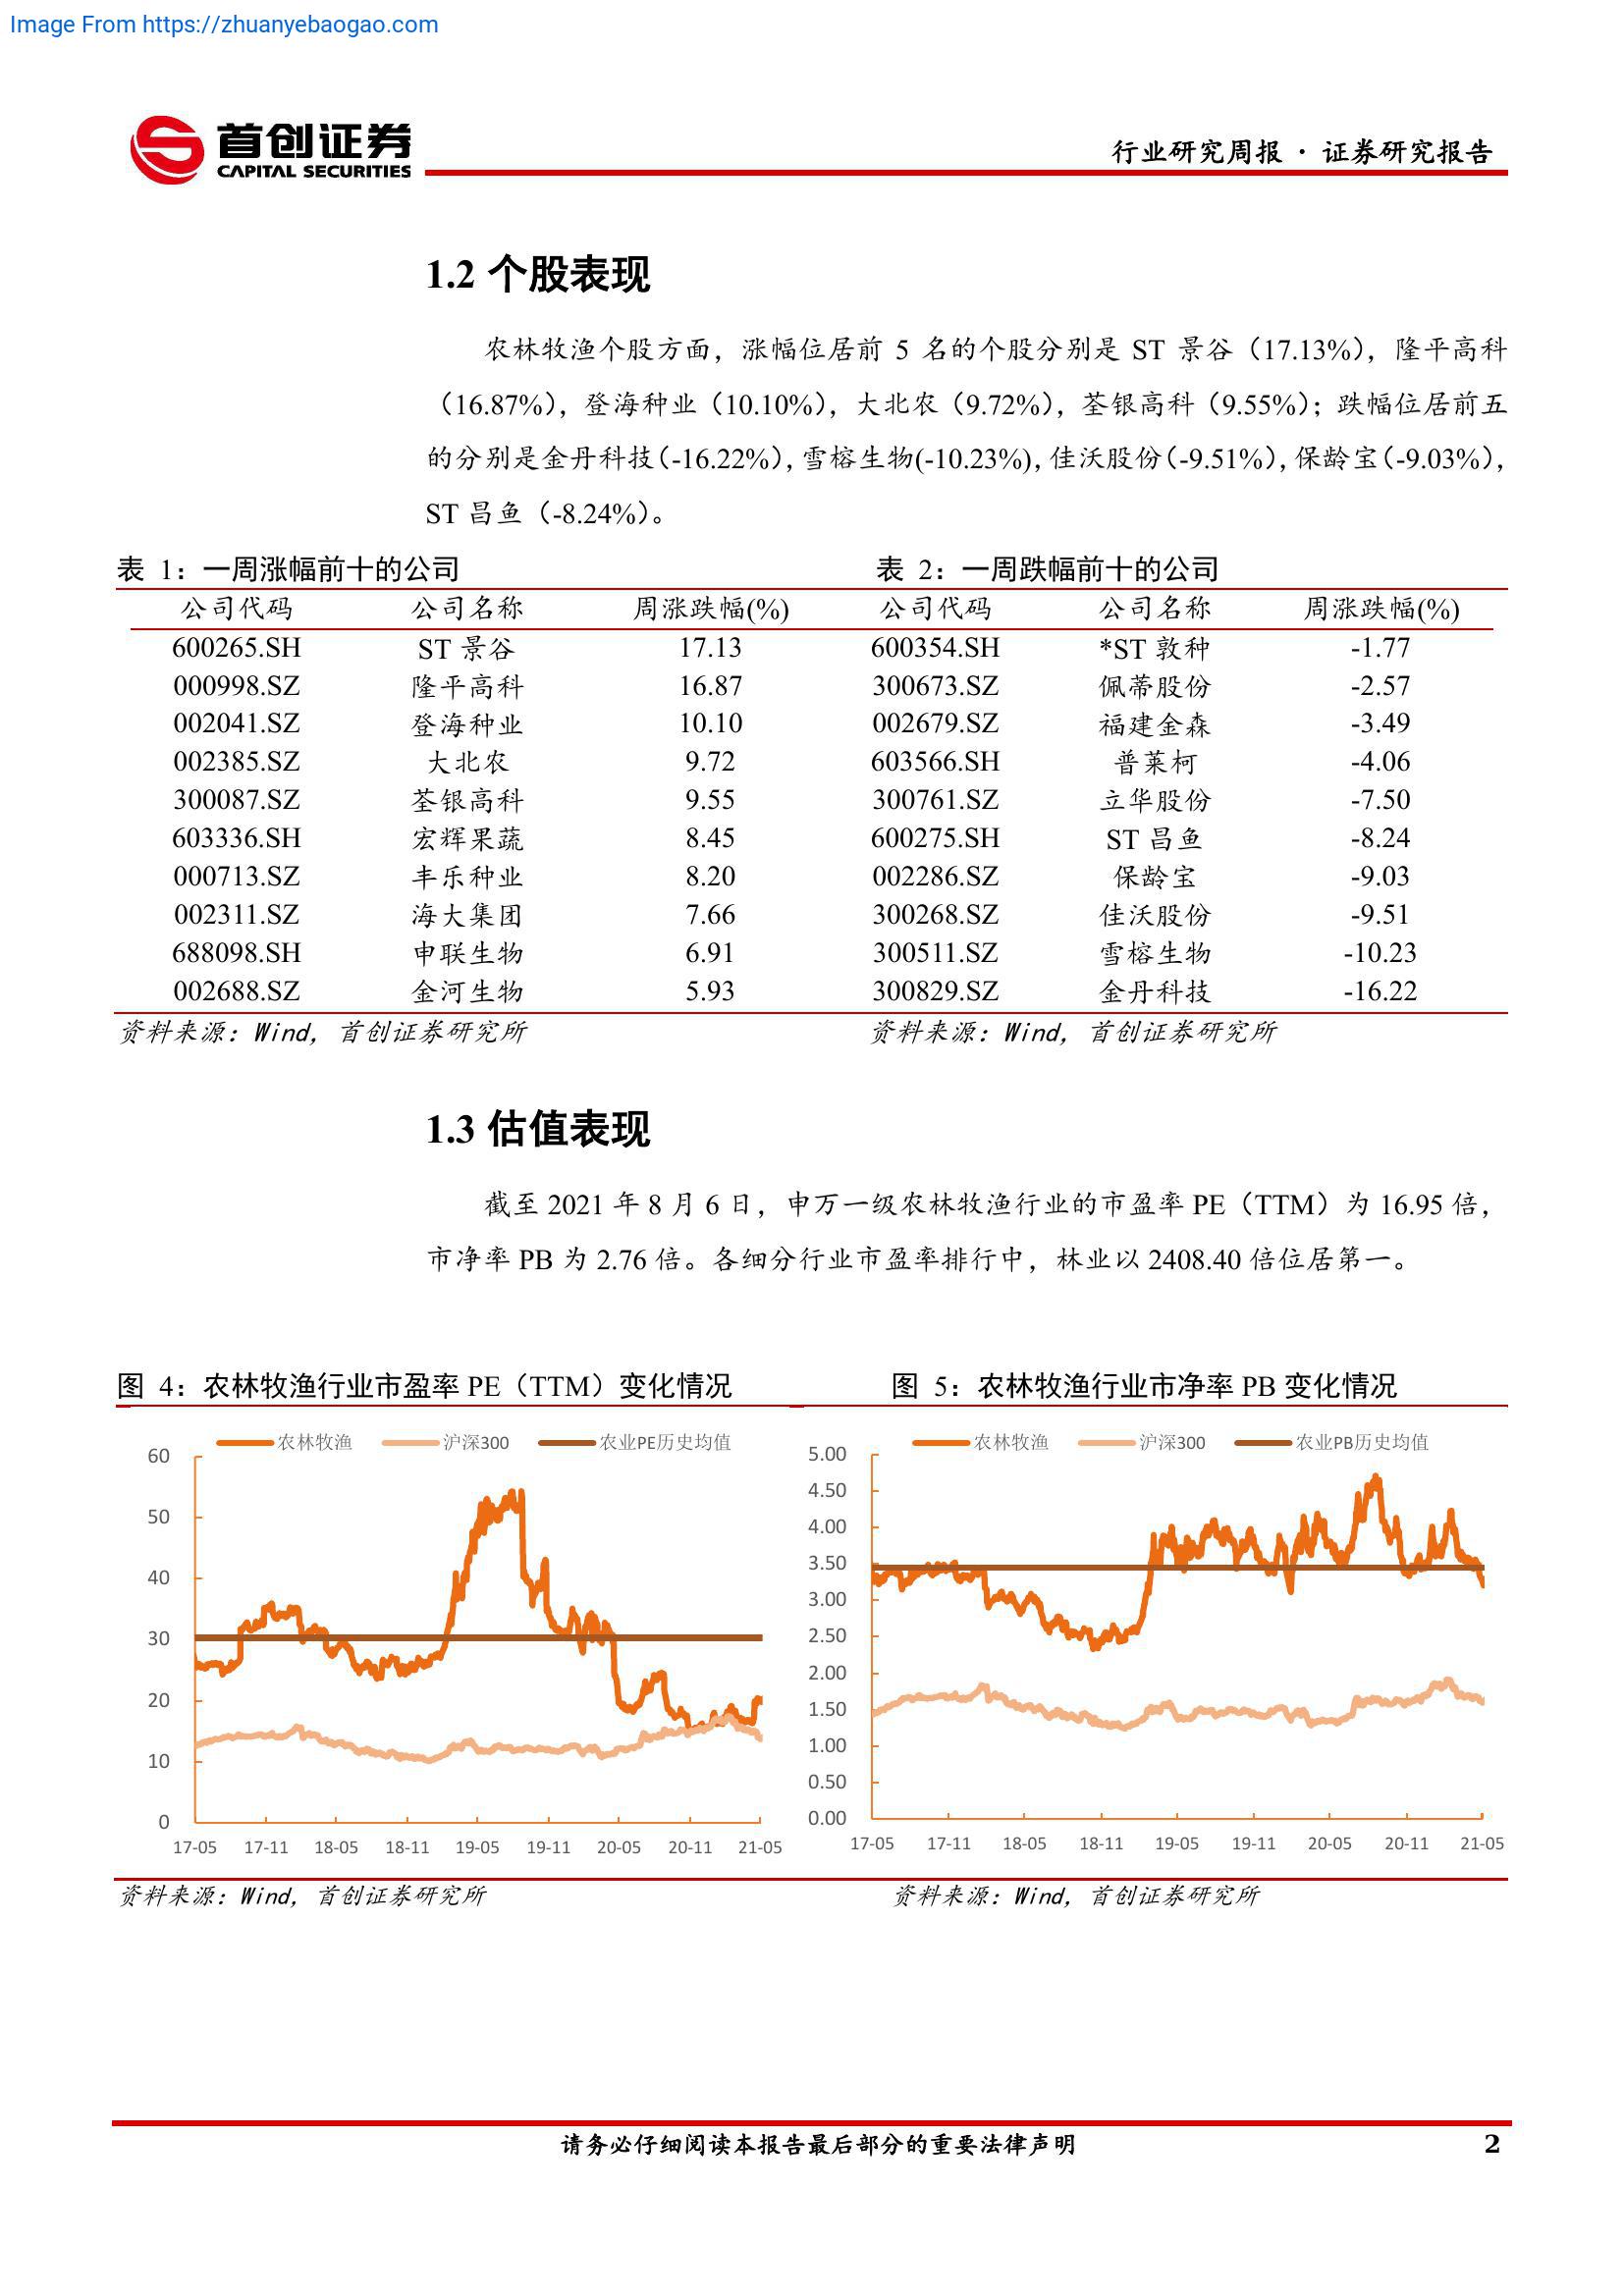 Image From https://zhuanyebaogao.com
首创证券
CAPITAL SECURITIES
行业研究周报 · 证券研究报告
1.2 个股表现
农林牧渔个股方面，涨幅位居前 5 名的个股分别是 ST 景谷（17.13%），隆平高科
（16.87%），登海种业（10.10%），大北农（9.72%），荃银高科（9.55%）；跌幅位居前五
的分别是金丹科技（-16.22%），雪榕生物(-10.23%)，佳沃股份（-9.51%），保龄宝（-9.03%），
ST 昌鱼（-8.24%）。
表 1：一周涨幅前十的公司 表 2：一周跌幅前十的公司
公司代码 公司名称 周涨跌幅(%) 公司代码 公司名称 周涨跌幅(%)
600265.SH ST 景谷 17.13 600354.SH *ST 敦种 -1.77
000998.SZ 隆平高科 16.87 300673.SZ 佩蒂股份 -2.57
002041.SZ 登海种业 10.10 002679.SZ 福建金森 -3.49
002385.SZ 大北农 9.72 603566.SH 普莱柯 -4.06
300087.SZ 荃银高科 9.55 300761.SZ 立华股份 -7.50
603336.SH 宏辉果蔬 8.45 600275.SH ST 昌鱼 -8.24
000713.SZ 丰乐种业 8.20 002286.SZ 保龄宝 -9.03
002311.SZ 海大集团 7.66 300268.SZ 佳沃股份 -9.51
688098.SH 申联生物 6.91 300511.SZ 雪榕生物 -10.23
002688.SZ 金河生物 5.93 300829.SZ 金丹科技 -16.22
资料来源：Wind，首创证券研究所 资料来源：Wind，首创证券研究所
1.3 估值表现
截至 2021 年 8 月 6 日，申万一级农林牧渔行业的市盈率 PE（TTM）为 16.95 倍，
市净率 PB 为 2.76 倍。各细分行业市盈率排行中，林业以 2408.40 倍位居第一。
图 4：农林牧渔行业市盈率 PE（TTM）变化情况 图 5：农林牧渔行业市净率 PB 变化情况
农林牧渔 沪深300 农业PE历史均值
60
50
40
30
20
10
0
17-05 17-11 18-05 18-11 19-05 19-11 20-05 20-11 21-05
农林牧渔 沪深300 农业PB历史均值
5.00
4.50
4.00
3.50
3.00
2.50
2.00
1.50
1.00
0.50
0.00
17-05 17-11 18-05 18-11 19-05 19-11 20-05 20-11 21-05
资料来源：Wind，首创证券研究所 资料来源：Wind，首创证券研究所
请务必仔细阅读本报告最后部分的重要法律声明 2